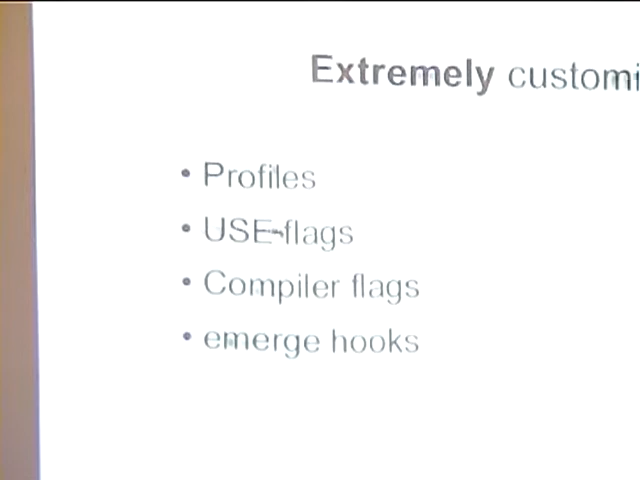 Extremely customi
• Profiles
• USE-flags
• Compiler flags
• emerge hooks